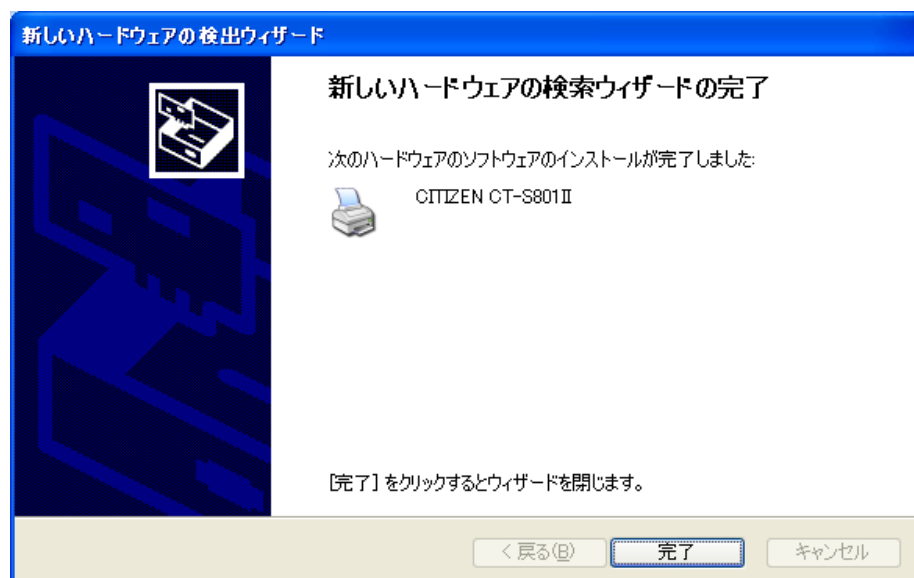 新しいハードウェアの検出ウィザード
新しいハードウェアの検索ウィザードの完了
次のハードウェアのソフトウェアのインストールが完了しました:
CITIZEN CT-S801Ⅱ
[完了] をクリックするとウィザードを閉じます。
< 戻る(B) 完了 キャンセル